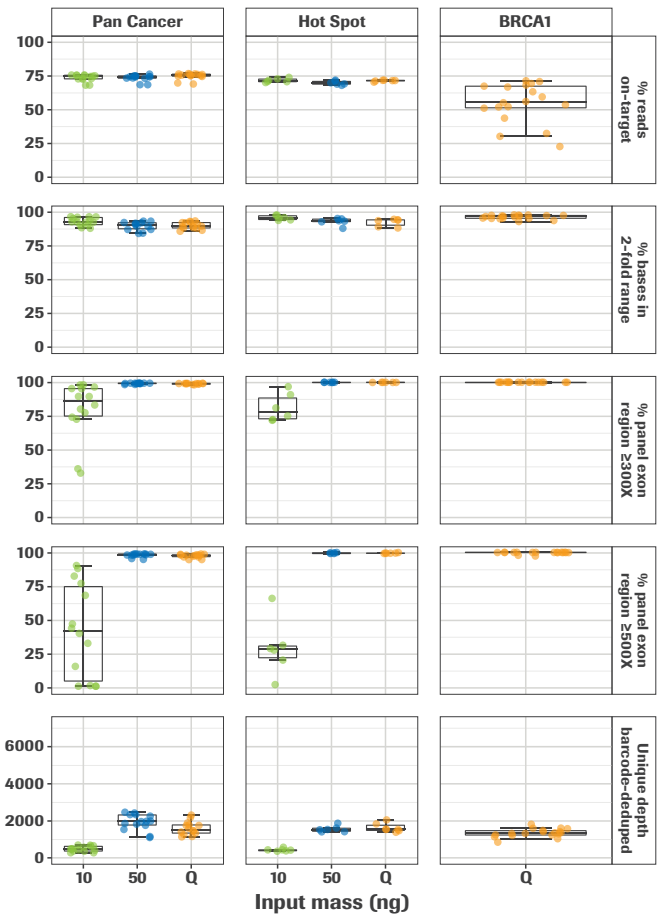 Pan Cancer
Hot Spot
BRCA1
100
75
50
25
0
% reads
on-target
100
75
50
25
0
% bases in
2-fold range
100
75
50
25
0
% panel exon
region ≥300X
100
75
50
25
0
% panel exon
region ≥500X
6000
4000
2000
0
Unique depth
barcode-deduped
10 50 Q 10 50 Q Q
Input mass (ng)